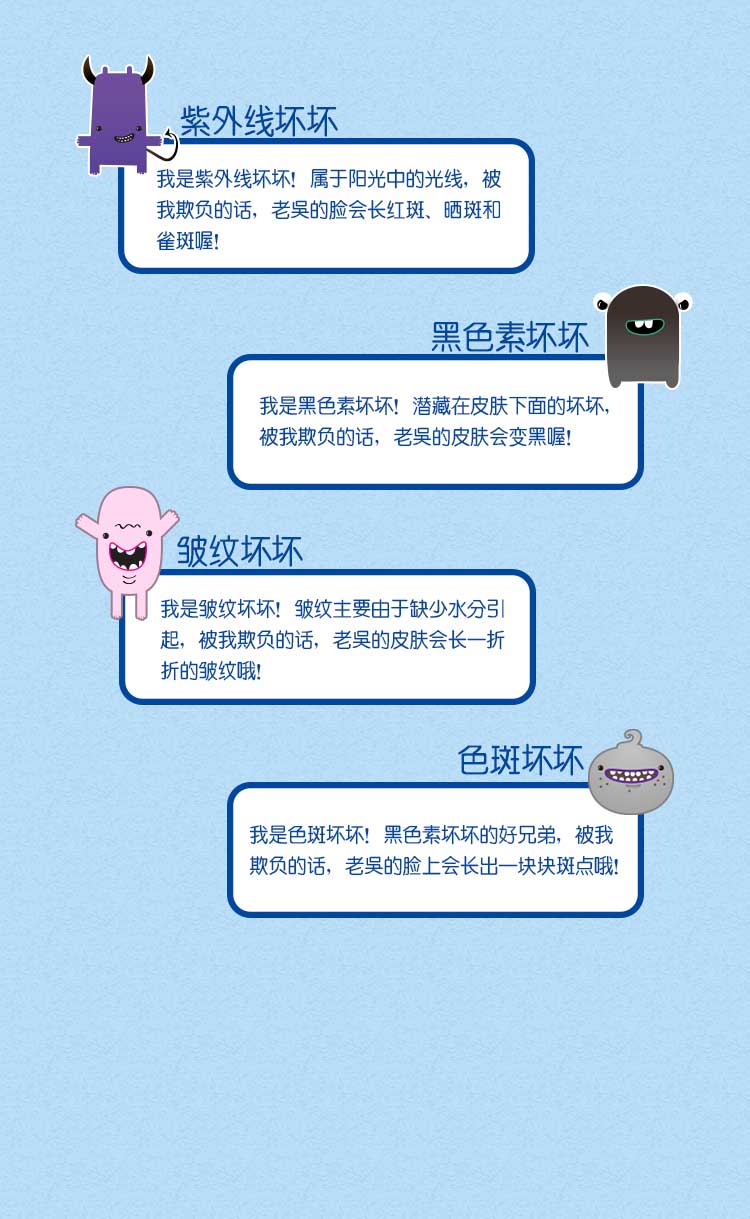 紫外线坏坏
我是紫外线坏坏！属于阳光中的光线，被
我欺负的话，老吳的脸会长红斑、晒斑和
雀斑喔！
黑色素坏坏
我是黑色素坏坏！潜藏在皮肤下面的坏坏，
被我欺负的话，老吳的皮肤会变黑喔！
皱纹坏坏
我是皱纹坏坏！皱纹主要由于缺少水分引
起，被我欺负的话，老吳的皮肤会长一折
折的皱纹哦！
色斑坏坏
我是色斑坏坏！黑色素坏坏的好兄弟，被我
欺负的话，老吳的脸上会长出一块块斑点哦！